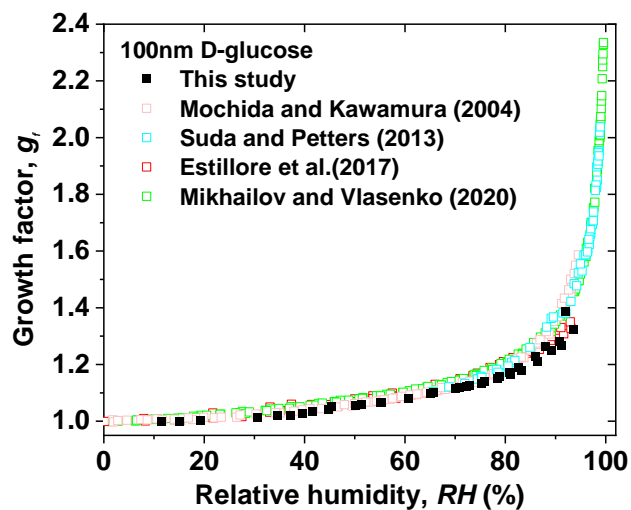 2.4
2.2
2.0
1.8
1.6
1.4
1.2
1.0
Growth factor, gf
100nm D-glucose
This study
Mochida and Kawamura (2004)
Suda and Petters (2013)
Estillore et al.(2017)
Mikhailov and Vlasenko (2020)
0 20 40 60 80 100
Relative humidity, RH (%)